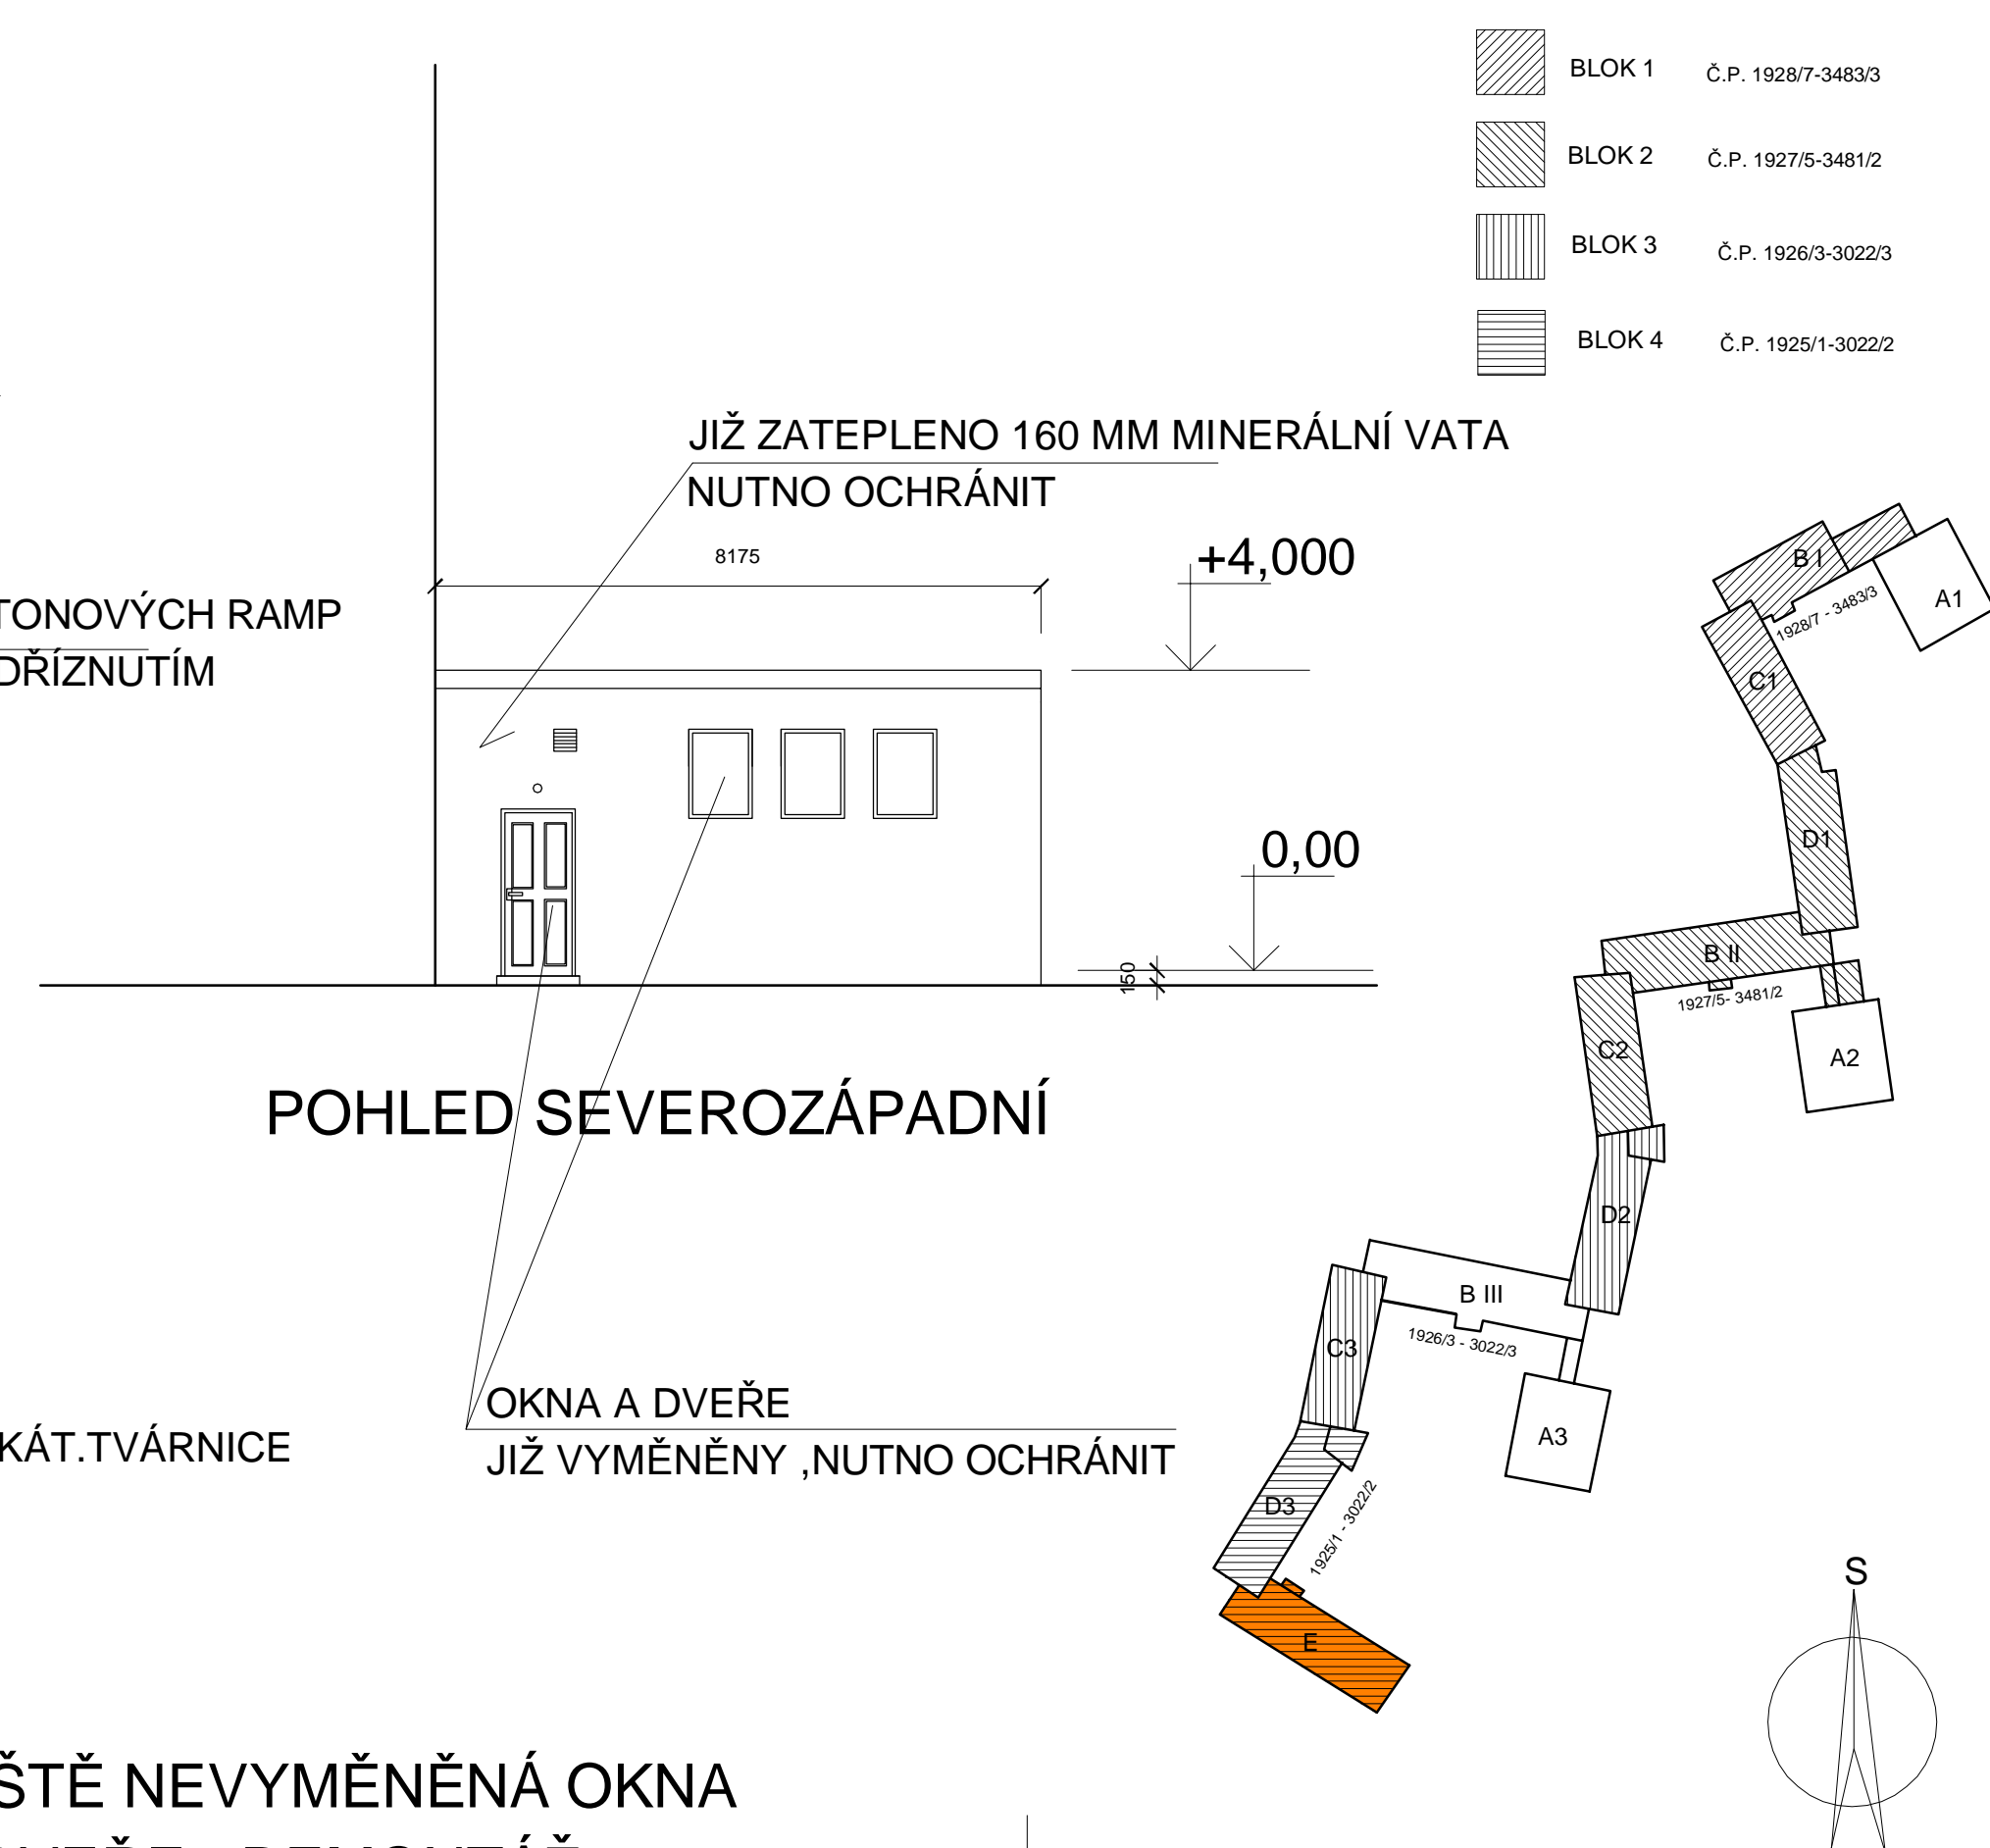 BLOK 1 Č.P. 1928/7-3483/3
BLOK 2 Č.P. 1927/5-3481/2
BLOK 3 Č.P. 1926/3-3022/3
BLOK 4 Č.P. 1925/1-3022/2
JIŽ ZATEPLENO 160 MM MINERÁLNÍ VATA
NUTNO OCHRÁNIT
8175
+4,000
TONOVÝCH RAMP
DŘÍZNUTÍM
0,00
150
POHLED SEVEROZÁPADNÍ
OKNA A DVEŘE
JIŽ VYMĚNĚNY ,NUTNO OCHRÁNIT
KÁT.TVÁRNICE
B I
A1
1928/7 - 3483/3
C1
D1
B II
1927/5- 3481/2
C2
A2
D2
B III
1926/3 - 3022/3
C3
A3
D3
1925/1 - 3022/2
E
S
ŠTĚ NEVYMĚNĚNÁ OKNA